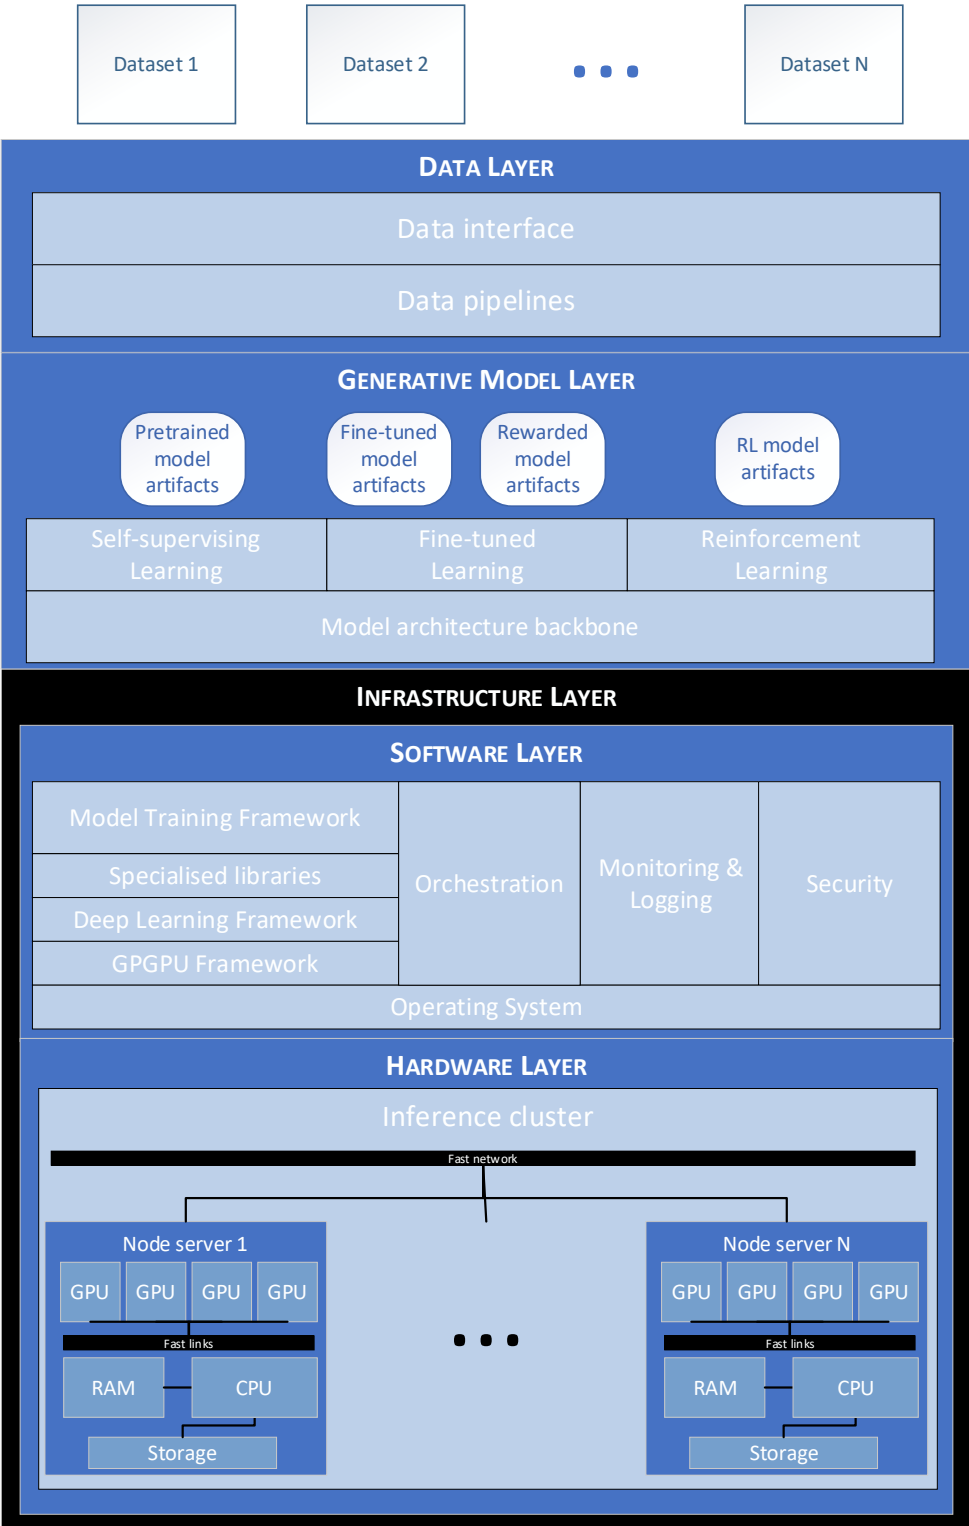 Dataset 1
Dataset 2
...
Dataset N
DATA LAYER
Data interface
Data pipelines
GENERATIVE MODEL LAYER
Pretrained
model
artifacts
Fine-tuned
model
artifacts
Rewarded
model
artifacts
RL model
artifacts
Self-supervising
Learning
Fine-tuned
Learning
Reinforcement
Learning
Model architecture backbone
INFRASTRUCTURE LAYER
SOFTWARE LAYER
Model Training Framework
Specialised libraries
Deep Learning Framework
GPGPU Framework
Orchestration
Monitoring &
Logging
Security
Operating System
HARDWARE LAYER
Inference cluster
Fast network
Node server 1
GPU GPU GPU GPU
Fast links
RAM CPU
Storage
...
Node server N
GPU GPU GPU GPU
Fast links
RAM CPU
Storage